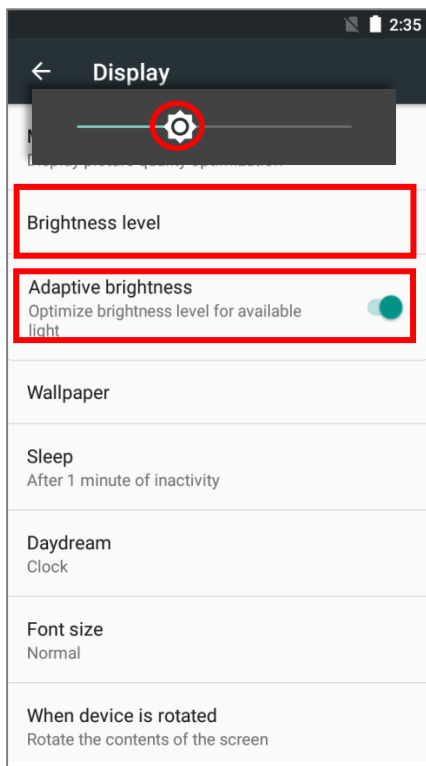 2:35
Display
Brightness level
Adaptive brightness
Optimize brightness level for available
light
Wallpaper
Sleep
After 1 minute of inactivity
Daydream
Clock
Font size
Normal
When device is rotated
Rotate the contents of the screen